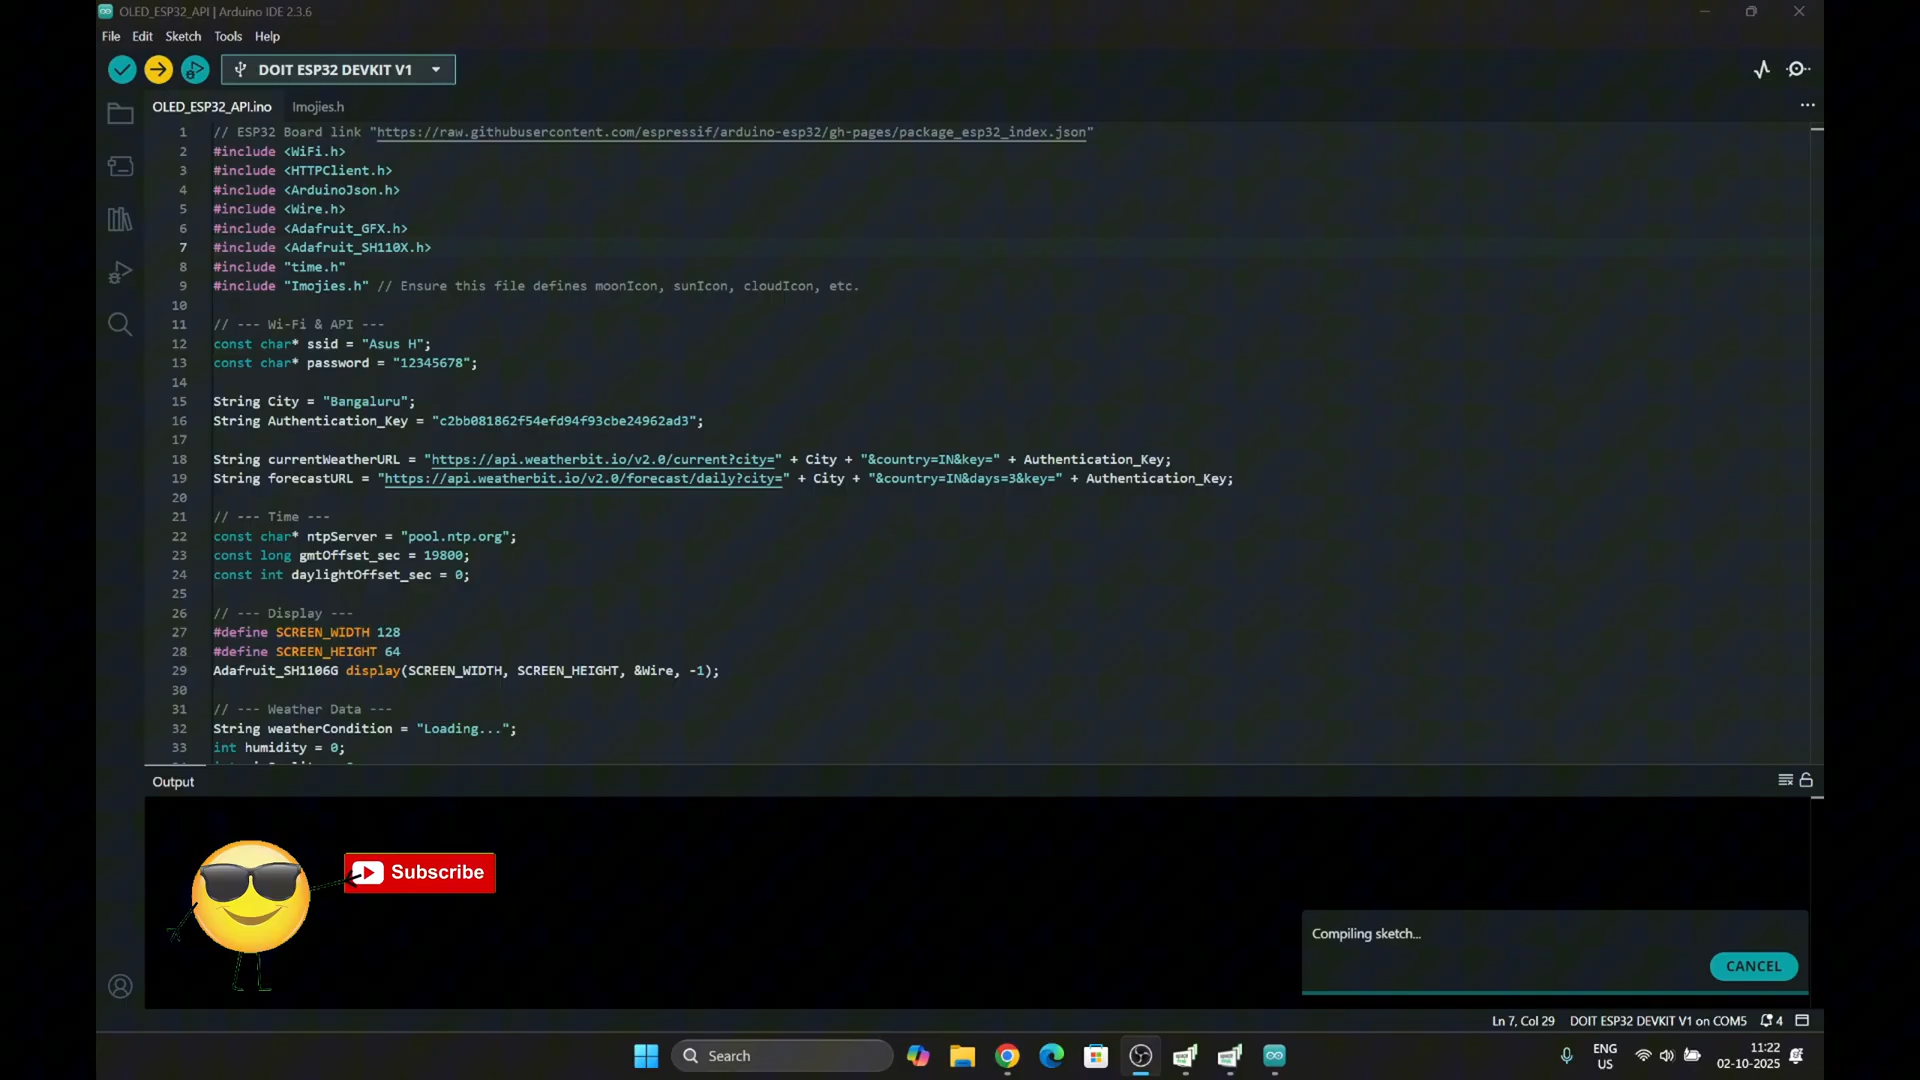 OLED_ESP32_API | Arduino IDE 2.3.6
File Edit Sketch Tools Help
DOIT ESP32 DEVKIT V1
OLED_ESP32_API.ino Imojies.h
1 // ESP32 Board link "https://raw.githubusercontent.com/espressif/arduino-esp32/gh-pages/package_esp32_index.json"
2 #include <WiFi.h>
3 #include <HTTPClient.h>
4 #include <ArduinoJson.h>
5 #include <Wire.h>
6 #include <Adafruit_GFX.h>
7 #include <Adafruit_SH110X.h>
8 #include "time.h"
9 #include "Imojies.h" // Ensure this file defines moonIcon, sunIcon, cloudIcon, etc.
10
11 // --- Wi-Fi & API ---
12 const char* ssid = "Asus H";
13 const char* password = "12345678";
14
15 String City = "Bangaluru";
16 String Authentication_Key = "c2bb081862f54efd94f93cbe24962ad3";
17
18 String currentWeatherURL = "https://api.weatherbit.io/v2.0/current?city=" + City + "&country=IN&key=" + Authentication_Key;
19 String forecastURL = "https://api.weatherbit.io/v2.0/forecast/daily?city=" + City + "&country=IN&days=3&key=" + Authentication_Key;
20
21 // --- Time ---
22 const char* ntpServer = "pool.ntp.org";
23 const long gmtOffset_sec = 19800;
24 const int daylightOffset_sec = 0;
25
26 // --- Display ---
27 #define SCREEN_WIDTH 128
28 #define SCREEN_HEIGHT 64
29 Adafruit_SH1106G display(SCREEN_WIDTH, SCREEN_HEIGHT, &Wire, -1);
30
31 // --- Weather Data ---
32 String weatherCondition = "Loading...";
33 int humidity = 0;
Output
Subscribe
Compiling sketch...
CANCEL
Ln 7, Col 29 DOIT ESP32 DEVKIT V1 on COM5 4
Search
ENG
US
11:22
02-10-2025